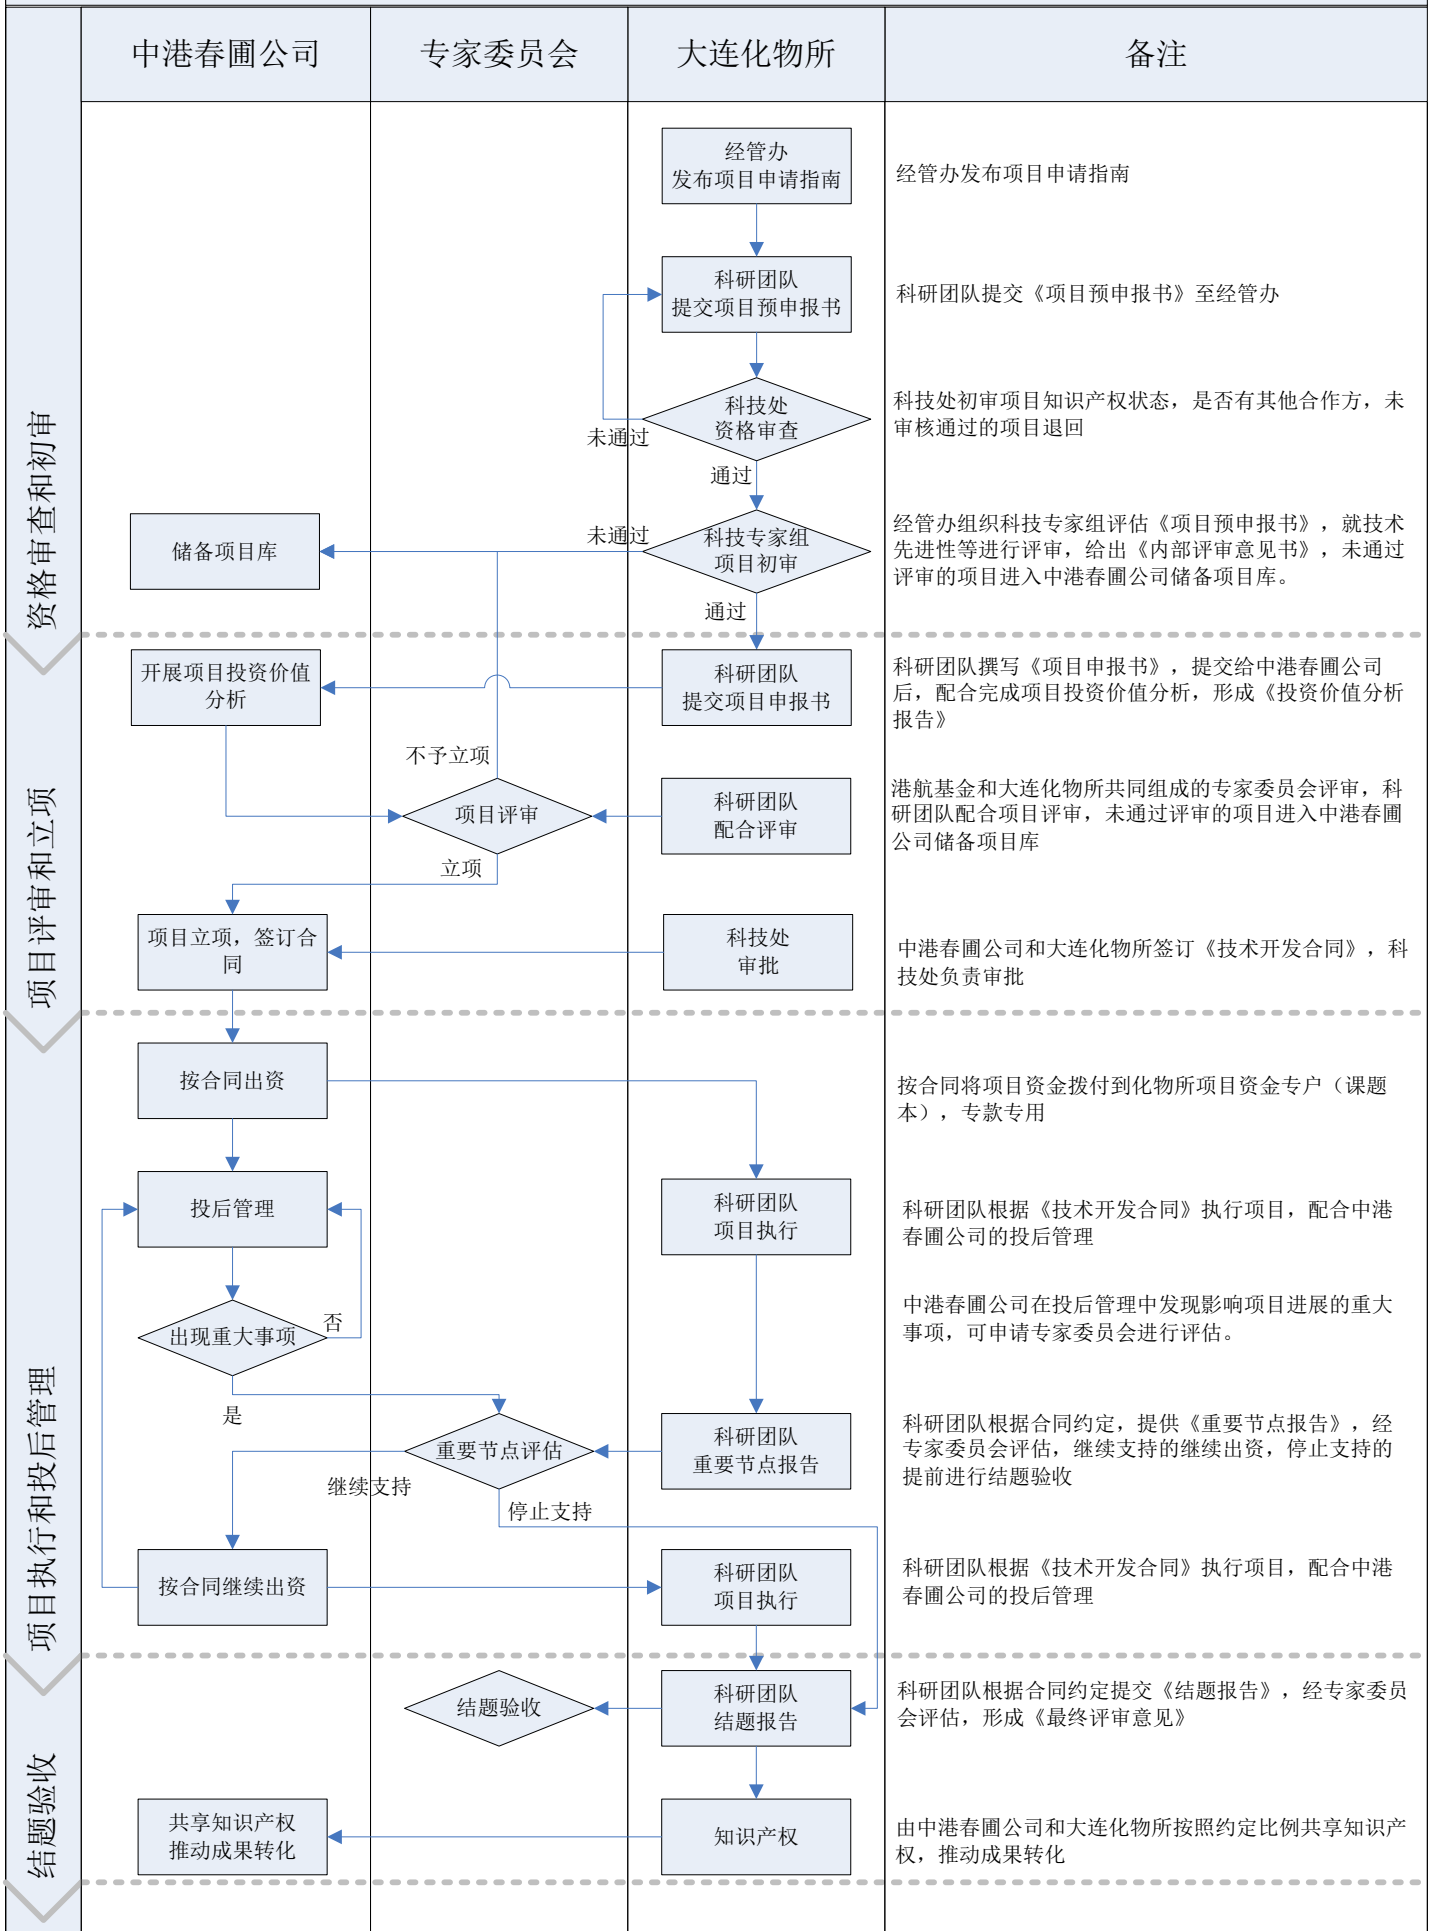 中港春圃公司
专家委员会
大连化物所
备注
资格审查和初审
经管办
发布项目申请指南
经管办发布项目申请指南
科研团队
提交项目预申报书
科研团队提交《项目预申报书》至经管办
科技处
资格审查
未通过
通过
科技处初审项目知识产权状态，是否有其他合作方，未
审核通过的项目退回
储备项目库
未通过
科技专家组
项目初审
通过
经管办组织科技专家组评估《项目预申报书》，就技术
先进性等进行评审，给出《内部评审意见书》，未通过
评审的项目进入中港春圃公司储备项目库。
项目评审和立项
开展项目投资价值
分析
科研团队
提交项目申报书
科研团队撰写《项目申报书》，提交给中港春圃公司
后，配合完成项目投资价值分析，形成《投资价值分析
报告》
不予立项
项目评审
立项
科研团队
配合评审
港航基金和大连化物所共同组成的专家委员会评审，科
研团队配合项目评审，未通过评审的项目进入中港春圃
公司储备项目库
项目立项，签订合
同
科技处
审批
中港春圃公司和大连化物所签订《技术开发合同》，科
技处负责审批
项目执行和投后管理
按合同出资
按合同将项目资金拨付到化物所项目资金专户（课题
本），专款专用
投后管理
科研团队
项目执行
科研团队根据《技术开发合同》执行项目，配合中港
春圃公司的投后管理
出现重大事项
否
是
中港春圃公司在投后管理中发现影响项目进展的重大
事项，可申请专家委员会进行评估。
重要节点评估
继续支持
停止支持
科研团队
重要节点报告
科研团队根据合同约定，提供《重要节点报告》，经
专家委员会评估，继续支持的继续出资，停止支持的
提前进行结题验收
按合同继续出资
科研团队
项目执行
科研团队根据《技术开发合同》执行项目，配合中港
春圃公司的投后管理
结题验收
结题验收
科研团队
结题报告
科研团队根据合同约定提交《结题报告》，经专家委员
会评估，形成《最终评审意见》
共享知识产权
推动成果转化
知识产权
由中港春圃公司和大连化物所按照约定比例共享知识产
权，推动成果转化